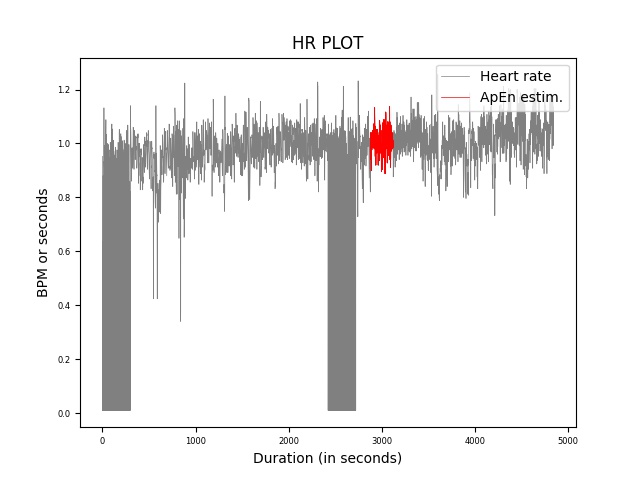 HR PLOT
Heart rate
ApEn estim.
BPM or seconds
1.2
1.0
0.8
0.6
0.4
0.2
0.0
0
1000
2000
3000
4000
5000
Duration (in seconds)